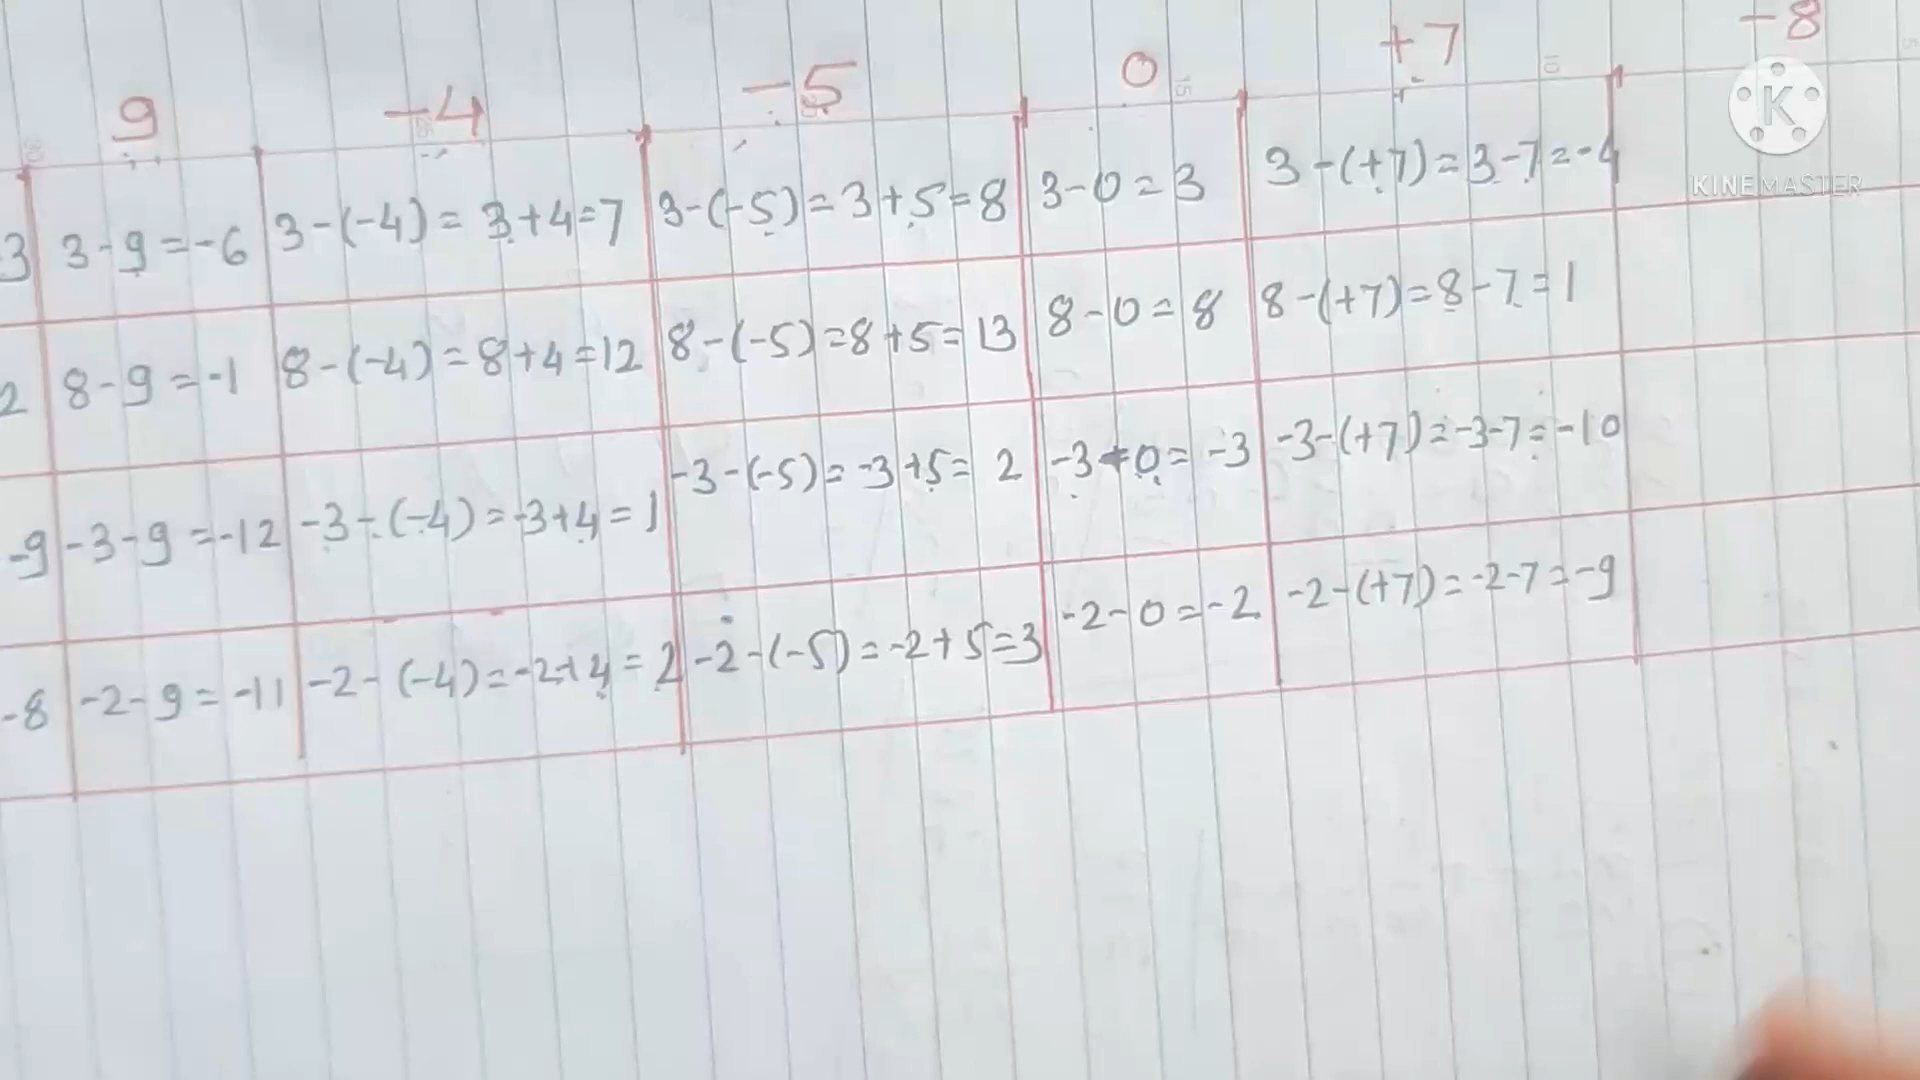 9 -4 -5 0 +7 -8
3 3-9=-6 3-(-4)= 3+4=7 3-(-5)=3+5=8 3-0=3 3-(+7)=3-7=-4
2 8-9=-1 8-(-4)=8+4=12 8-(-5)=8+5=13 8-0=8 8-(+7)=8-7=1
-9 -3-9=-12 -3-(-4)=-3+4=1 -3-(-5)=-3+5=2 -3+0=-3 -3-(+7)=-3-7=-10
-8 -2-9=-11 -2-(-4)=-2+4=2 -2-(-5)=-2+5=3 -2-0=-2 -2-(+7)=-2-7=-9
K
KINEMASTER